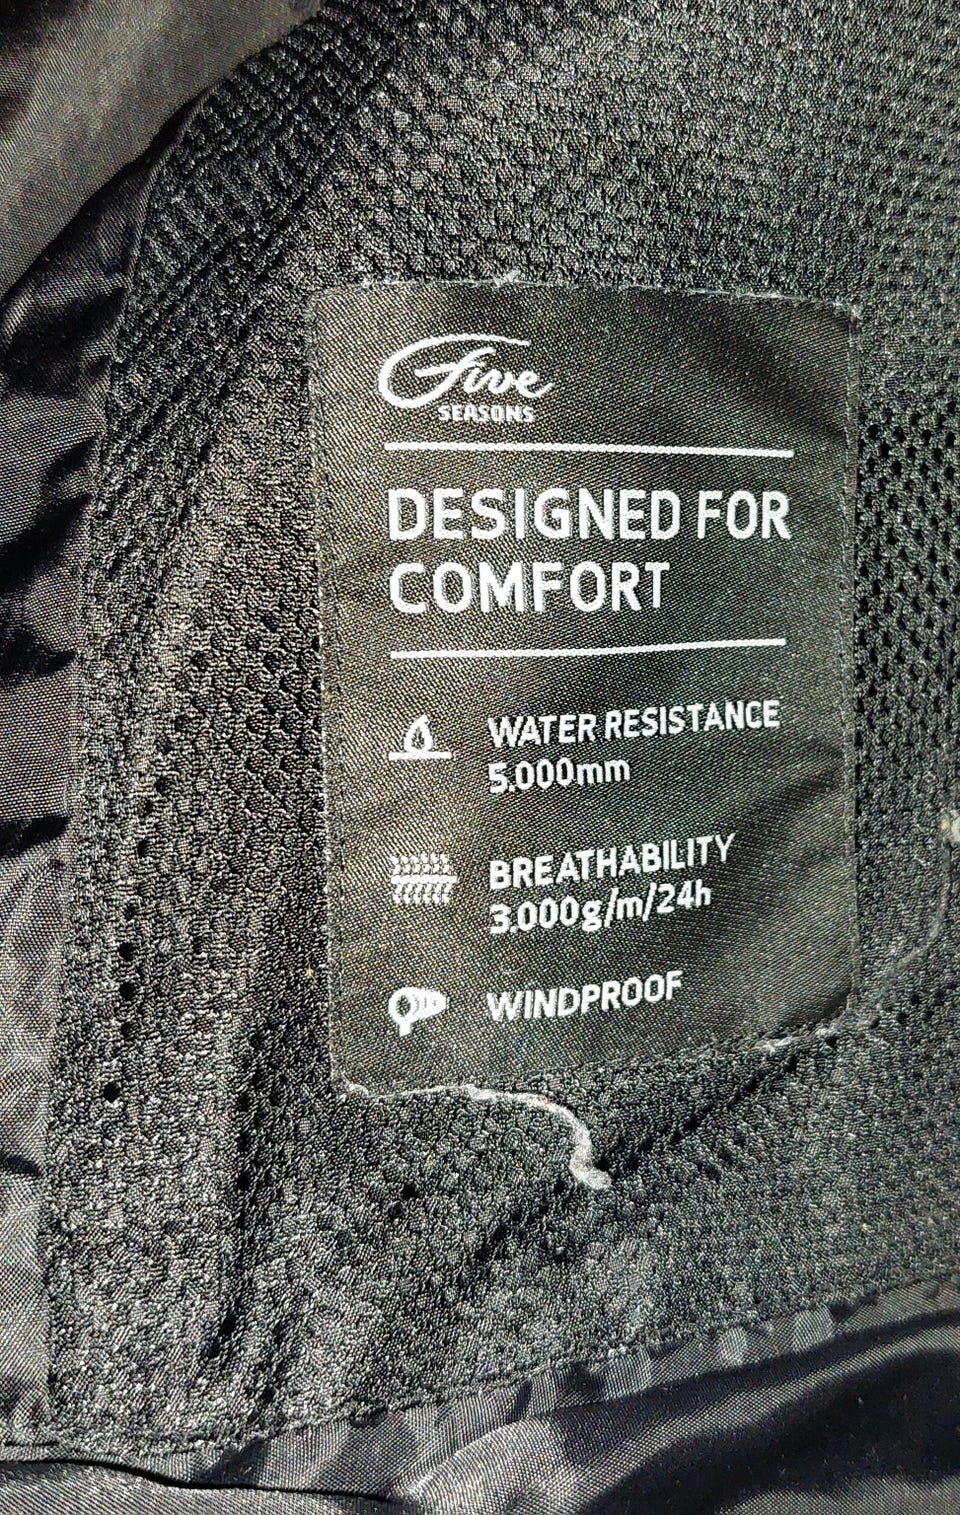 Five
SEASONS
DESIGNED FOR
COMFORT
WATER RESISTANCE
5.000mm
BREATHABILITY
3.000g/m/24h
WINDPROOF